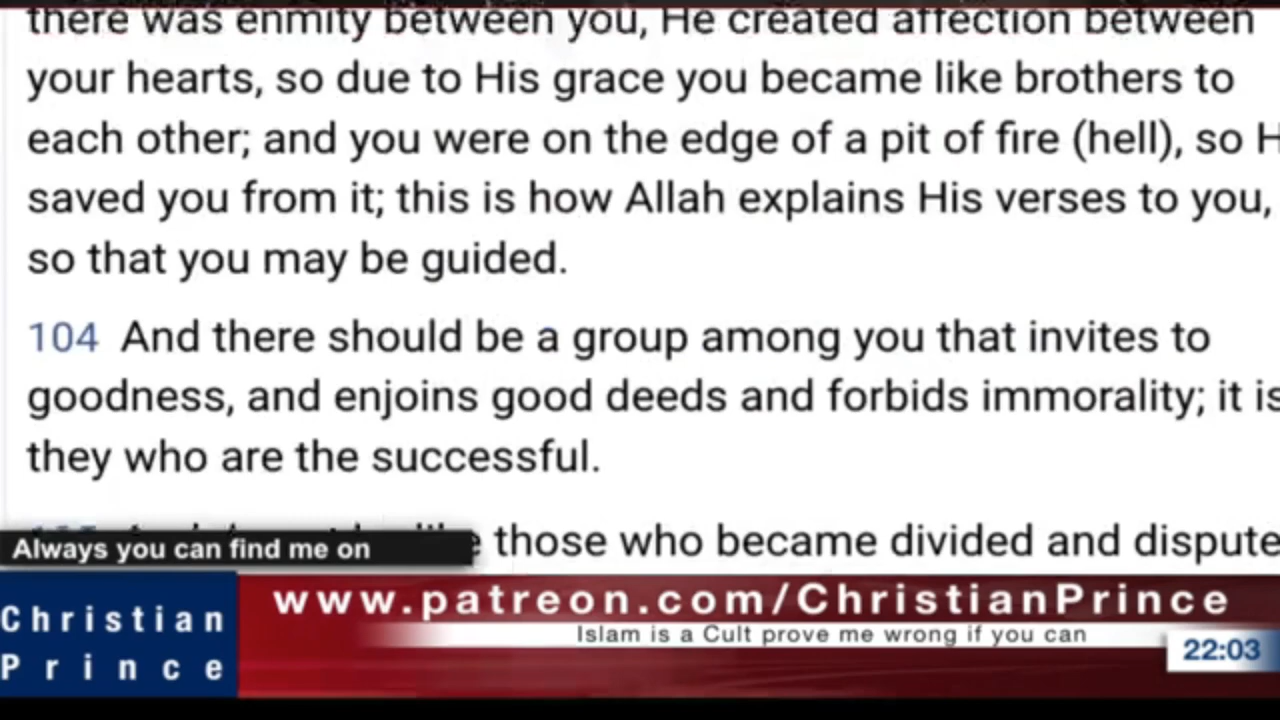 there was enmity between you, He created affection between
your hearts, so due to His grace you became like brothers to
each other; and you were on the edge of a pit of fire (hell), so H
saved you from it; this is how Allah explains His verses to you,
so that you may be guided.
104 And there should be a group among you that invites to
goodness, and enjoins good deeds and forbids immorality; it is
they who are the successful.
those who became divided and dispute
Always you can find me on
Christian
Prince
www.patreon.com/ChristianPrince
Islam is a Cult prove me wrong if you can
22:03